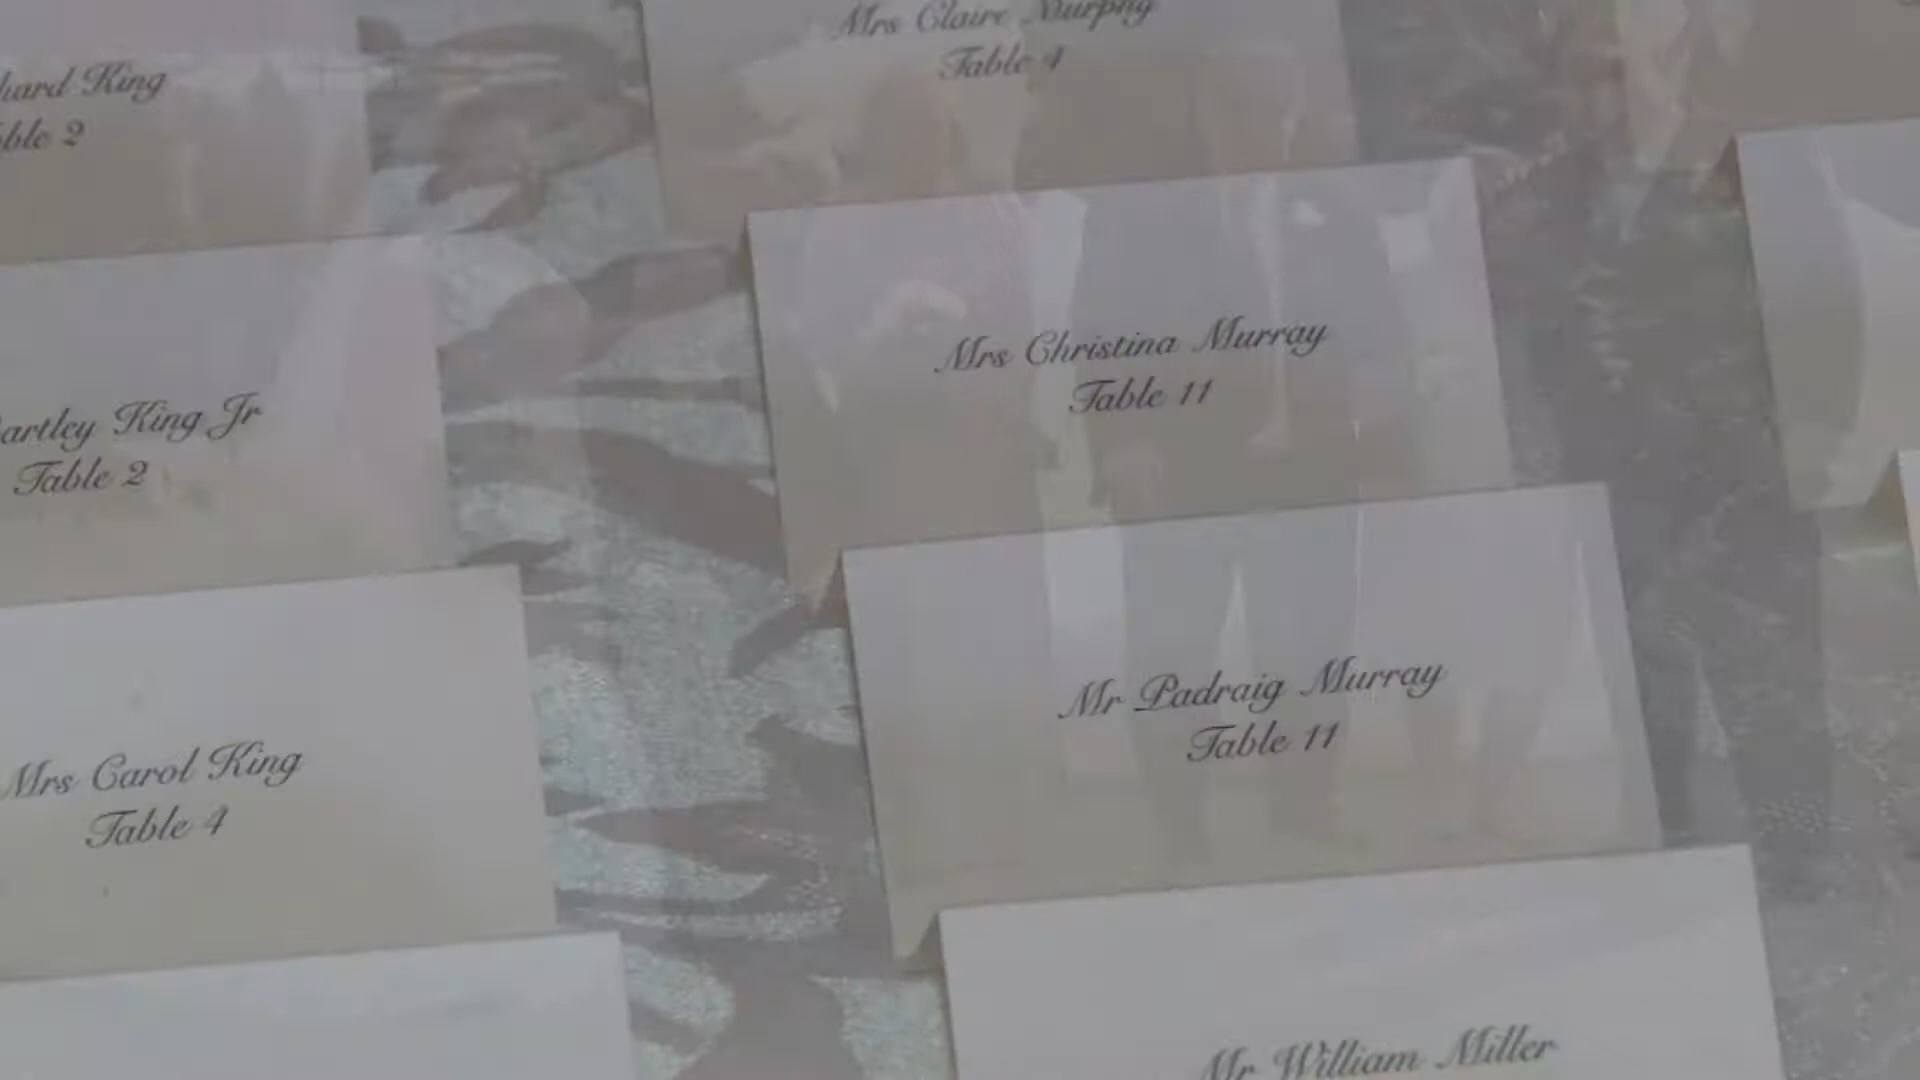 King
Table 2
King Jr
Table 2
Mrs Carol King
Table 4
Mrs Claire Murphy
Table 4
Mrs Christina Murray
Table 11
Mr Padraig Murray
Table 11
Mr William Miller